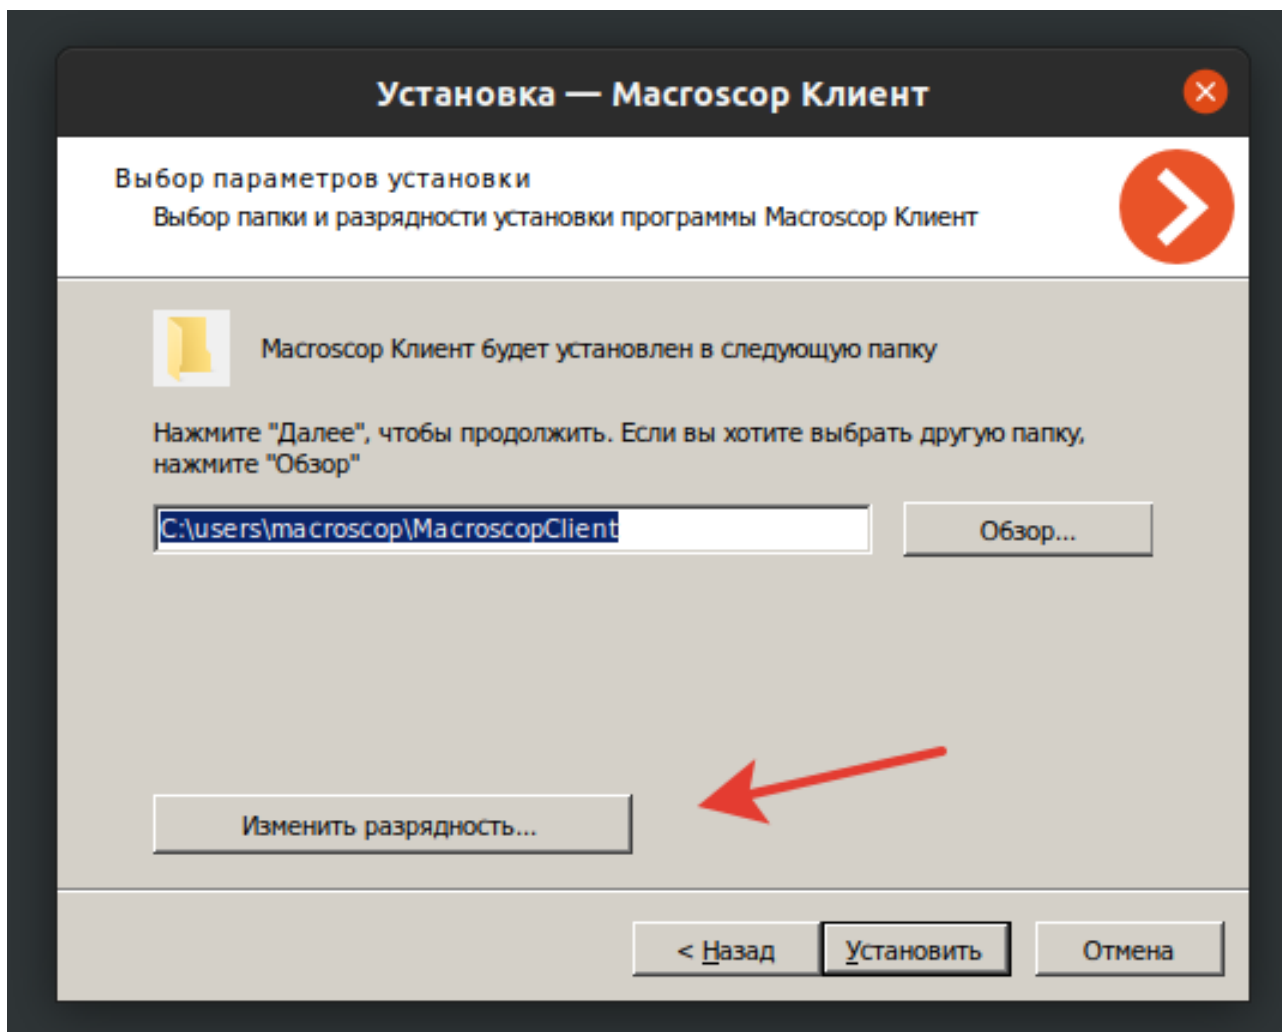 Установка — Macroscop Клиент
Выбор параметров установки
Выбор папки и разрядности установки программы Macroscop Клиент
Macroscop Клиент будет установлен в следующую папку
Нажмите "Далее", чтобы продолжить. Если вы хотите выбрать другую папку,
нажмите "Обзор"
C:\users\macroscop\MacroscopClient
Обзор...
Изменить разрядность...
< Назад
Установить
Отмена